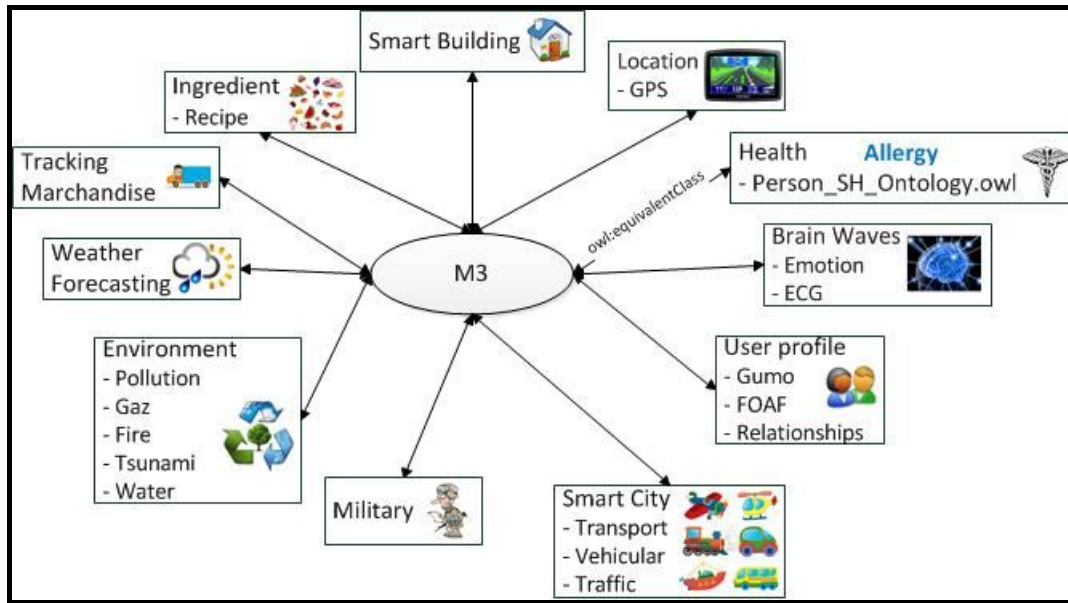 Smart Building
Location
- GPS
Ingredient
- Recipe
Health Allergy
- Person_SH_Ontology.owl
Tracking
Marchandise
owl:equivalentClass
Brain Waves
- Emotion
- ECG
Weather
Forecasting
M3
Environment
- Pollution
- Gaz
- Fire
- Tsunami
- Water
User profile
- Gumo
- FOAF
- Relationships
Military
Smart City
- Transport
- Vehicular
- Traffic